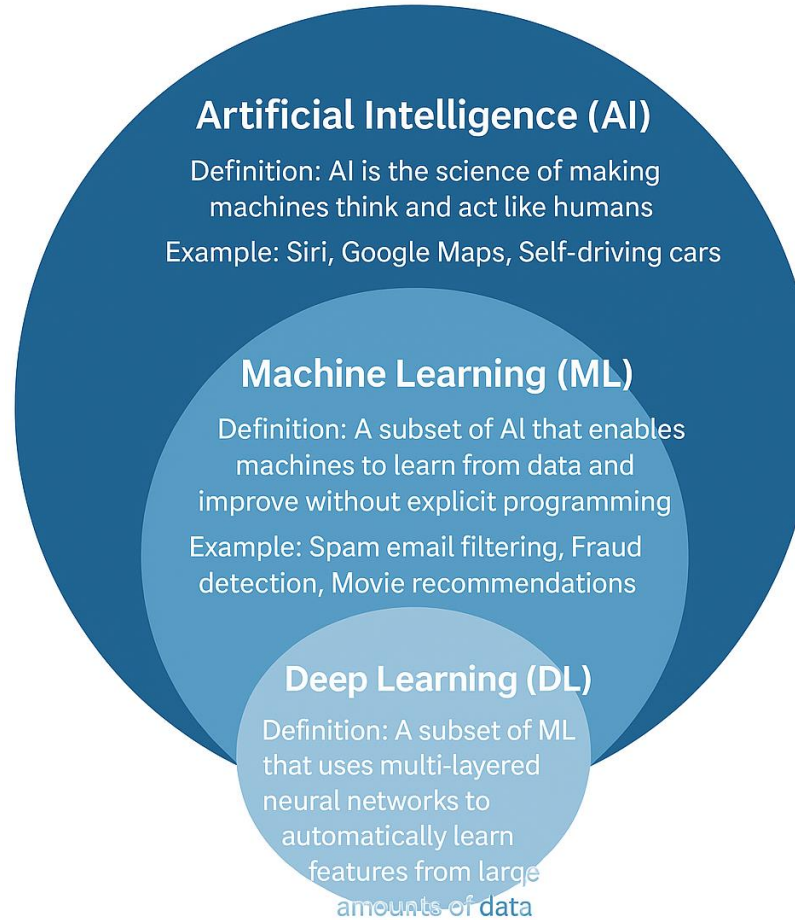 Artificial Intelligence (AI)
Definition: AI is the science of making
machines think and act like humans
Example: Siri, Google Maps, Self-driving cars
Machine Learning (ML)
Definition: A subset of AI that enables
machines to learn from data and
improve without explicit programming
Example: Spam email filtering, Fraud
detection, Movie recommendations
Deep Learning (DL)
Definition: A subset of ML
that uses multi-layered
neural networks to
automatically learn
features from large
amounts of data